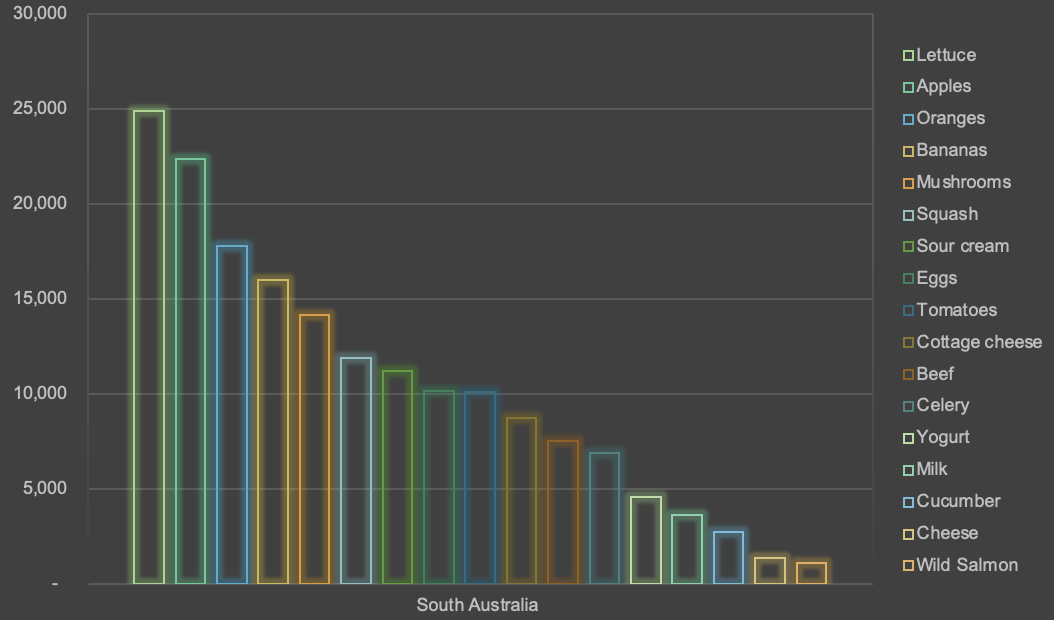 30,000
25,000
20,000
15,000
10,000
5,000
-
South Australia
Lettuce
Apples
Oranges
Bananas
Mushrooms
Squash
Sour cream
Eggs
Tomatoes
Cottage cheese
Beef
Celery
Yogurt
Milk
Cucumber
Cheese
Wild Salmon